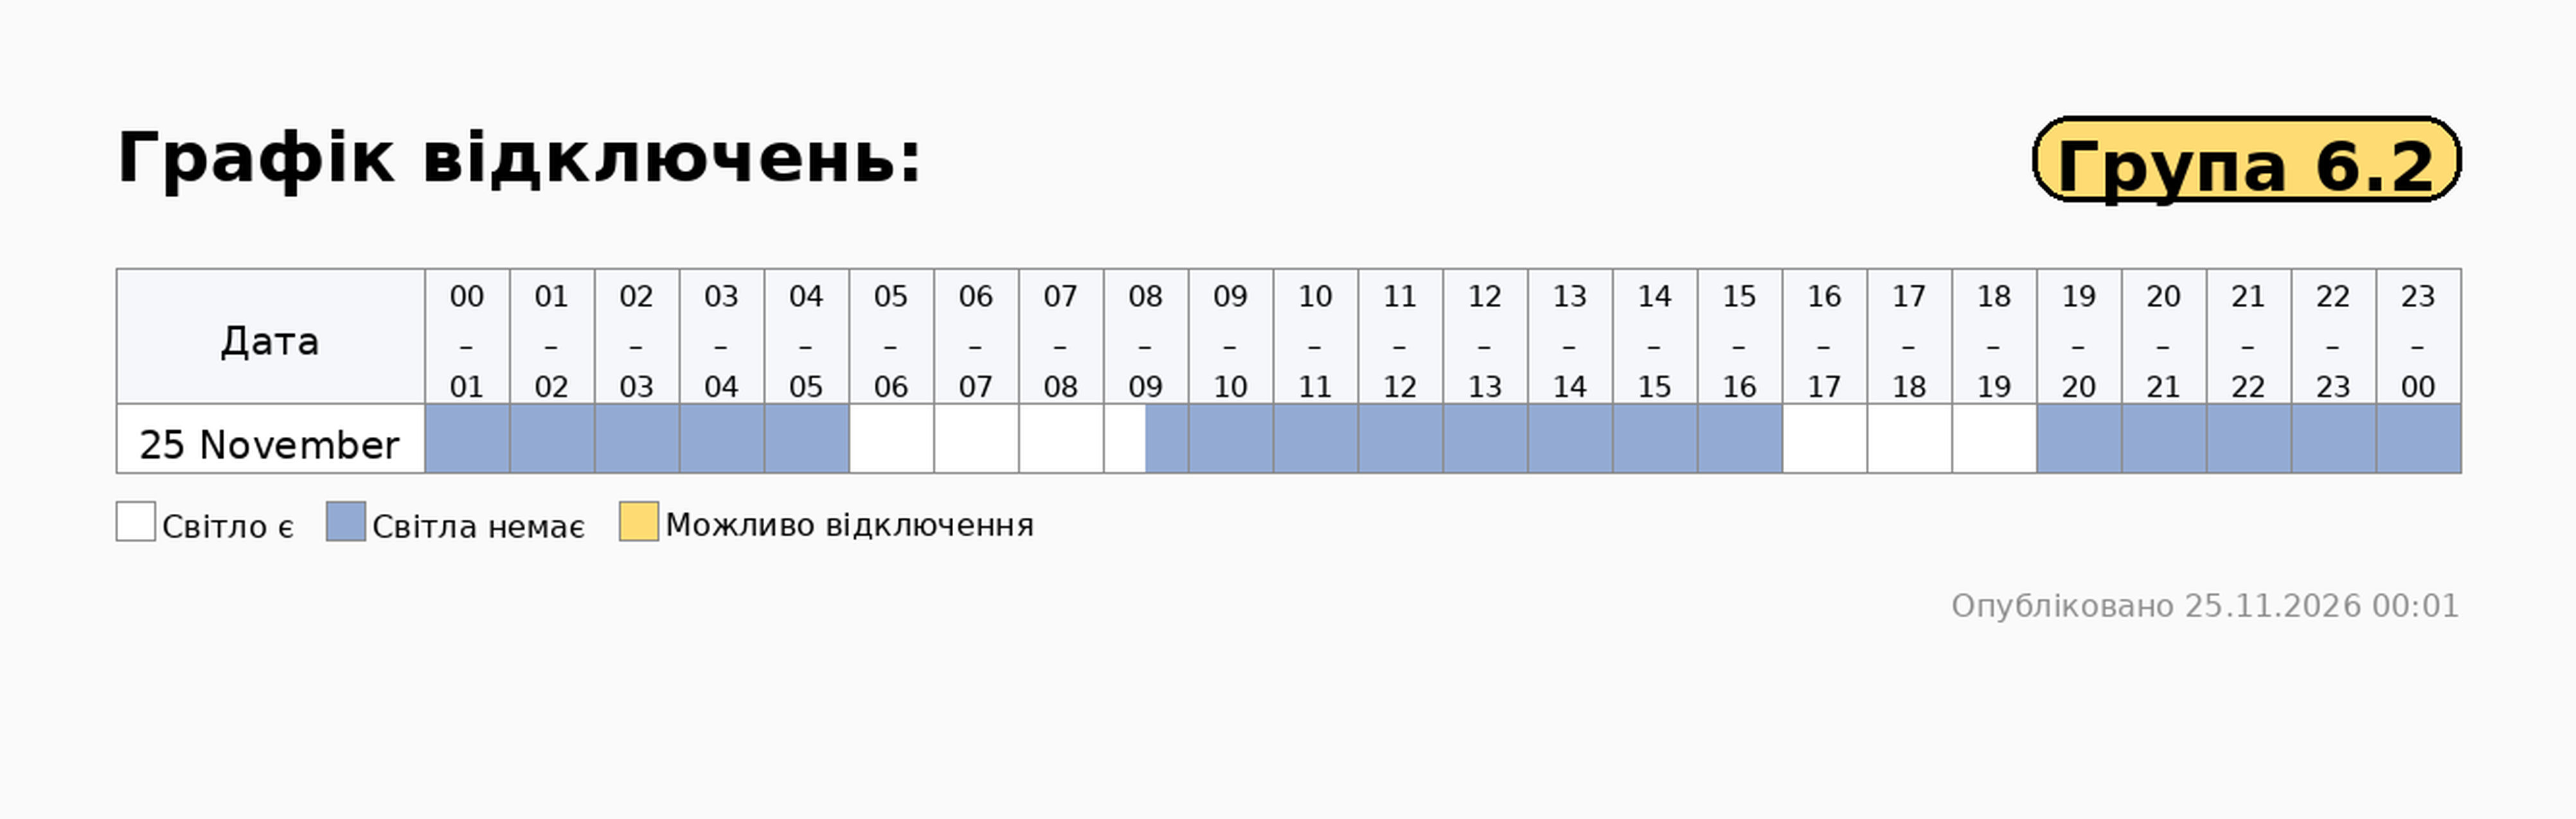 Графік відключень:
Група 6.2
Дата
00 – 01
01 – 02
02 – 03
03 – 04
04 – 05
05 – 06
06 – 07
07 – 08
08 – 09
09 – 10
10 – 11
11 – 12
12 – 13
13 – 14
14 – 15
15 – 16
16 – 17
17 – 18
18 – 19
19 – 20
20 – 21
21 – 22
22 – 23
23 – 00
25 November
Світло є
Світла немає
Можливо відключення
Опубліковано 25.11.2026 00:01